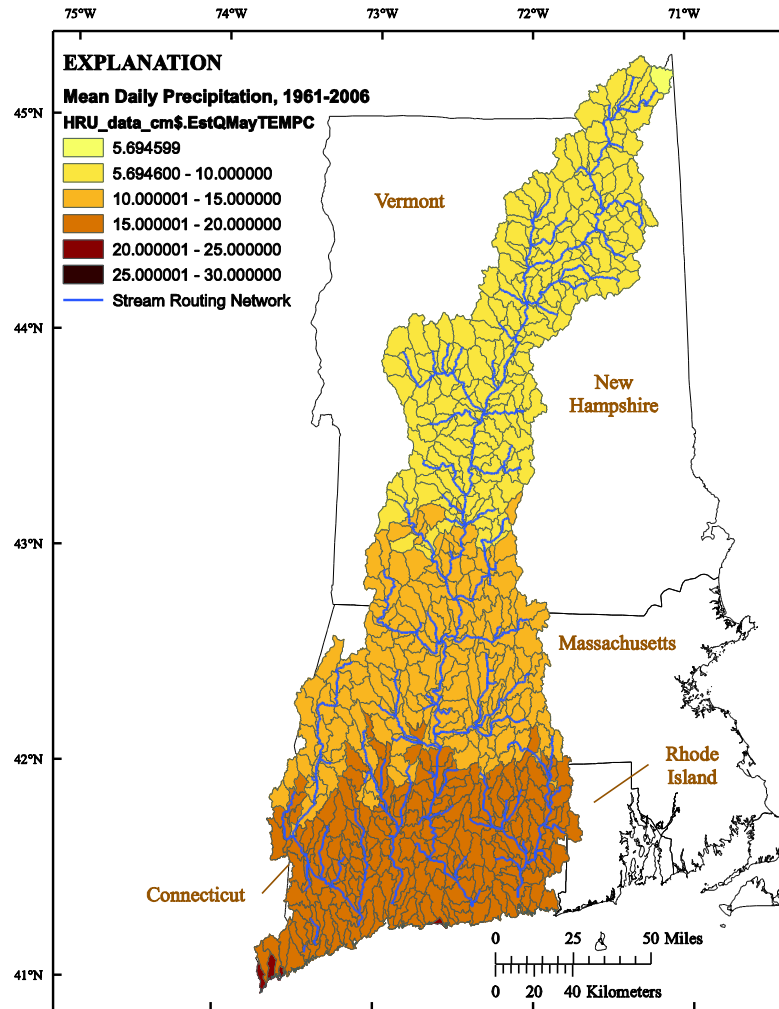 75°W 74°W 73°W 72°W 71°W
EXPLANATION
Mean Daily Precipitation, 1961-2006
HRU_data_cm$.EstQMayTEMPC
5.694599
5.694600 - 10.000000
10.000001 - 15.000000
15.000001 - 20.000000
20.000001 - 25.000000
25.000001 - 30.000000
Stream Routing Network
45°N
Vermont
44°N
New
Hampshire
43°N
Massachusetts
42°N
Rhode
Island
Connecticut
0 25 50 Miles
41°N
0 20 40 Kilometers